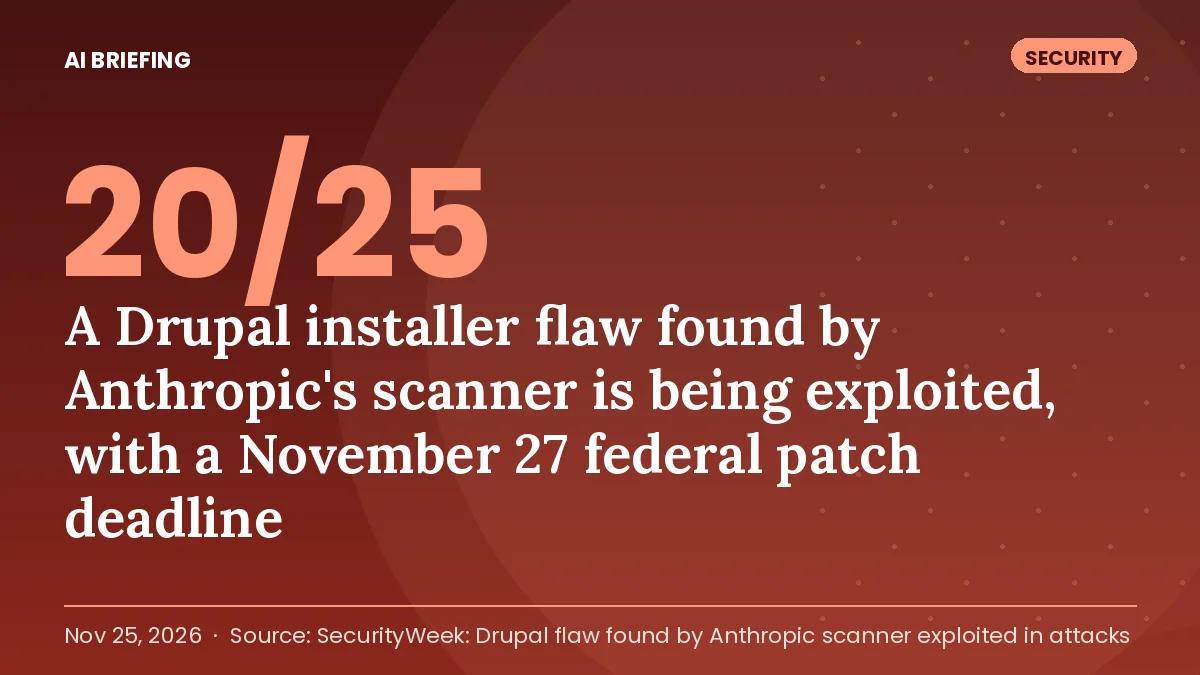 AI BRIEFING
SECURITY
20/25
A Drupal installer flaw found by
Anthropic's scanner is being exploited,
with a November 27 federal patch
deadline
Nov 25, 2026 · Source: SecurityWeek: Drupal flaw found by Anthropic scanner exploited in attacks